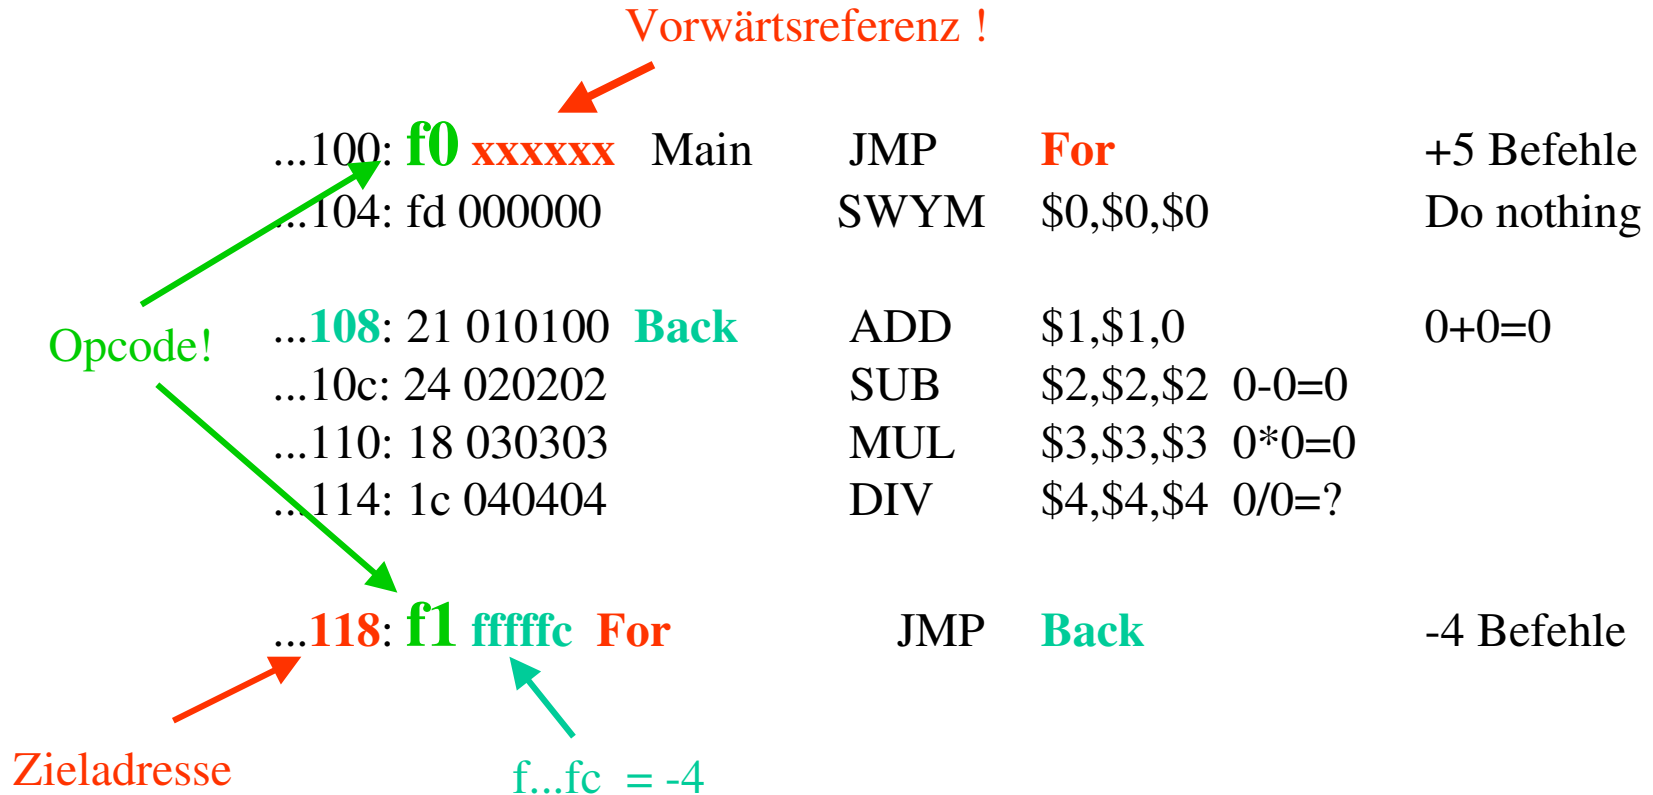 Vorwärtsreferenz !
...100: f0 xxxxxx Main JMP For +5 Befehle
...104: fd 000000 SWYM $0,$0,$0 Do nothing
Opcode!
...108: 21 010100 Back ADD $1,$1,0 0+0=0
...10c: 24 020202 SUB $2,$2,$2 0-0=0
...110: 18 030303 MUL $3,$3,$3 0*0=0
...114: 1c 040404 DIV $4,$4,$4 0/0=?
...118: f1 fffffc For JMP Back -4 Befehle
Zieladresse
f...fc = -4